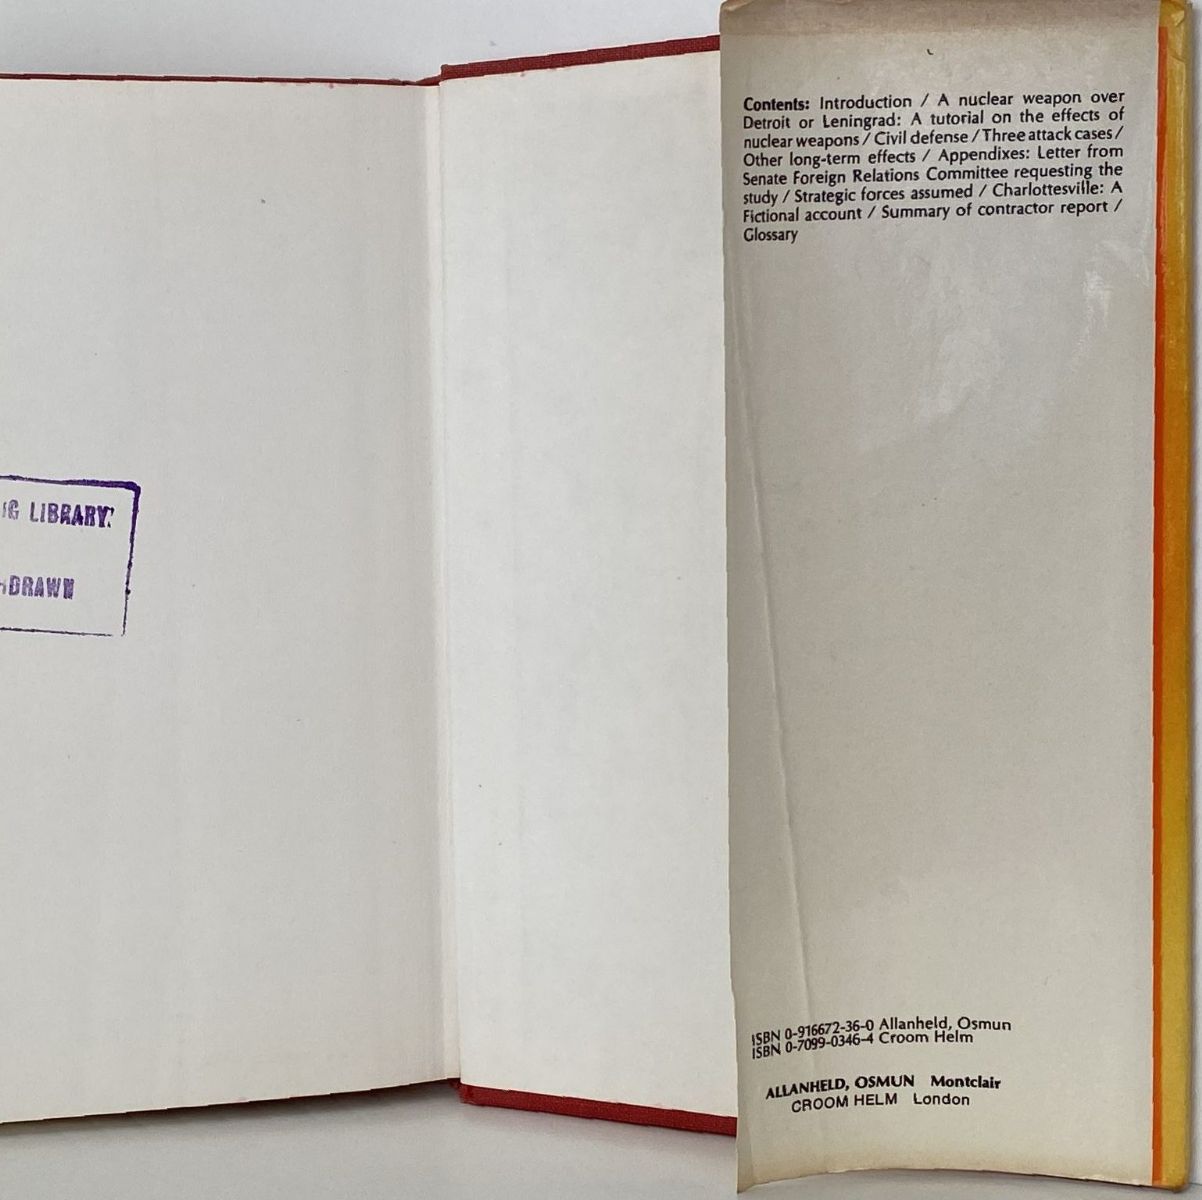 LIBRARY
Contents: Introduction / A nuclear weapon over
Detroit or Leningrad: A tutorial on the effects of
nuclear weapons / Civil defense / Three attack cases /
Other long-term effects / Appendixes: Letter from
Senate Foreign Relations Committee requesting the
study / Strategic forces assumed / Charlottesville: A
Fictional account / Summary of contractor report /
Glossary
ISBN 0-916672-36-0 Allanheld, Osmun
ISBN 0-7099-0346-4 Croom Helm
ALLANHELD, OSMUN Montclair
CROOM HELM London